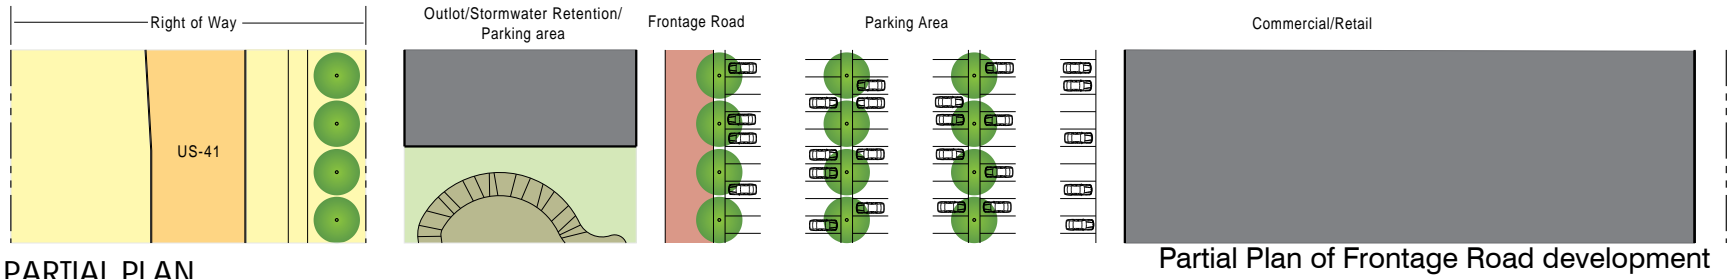 Right of Way
Outlot/Stormwater Retention/
Parking area
Frontage Road
Parking Area
Commercial/Retail
US-41
Partial Plan of Frontage Road development
PARTIAL PLAN